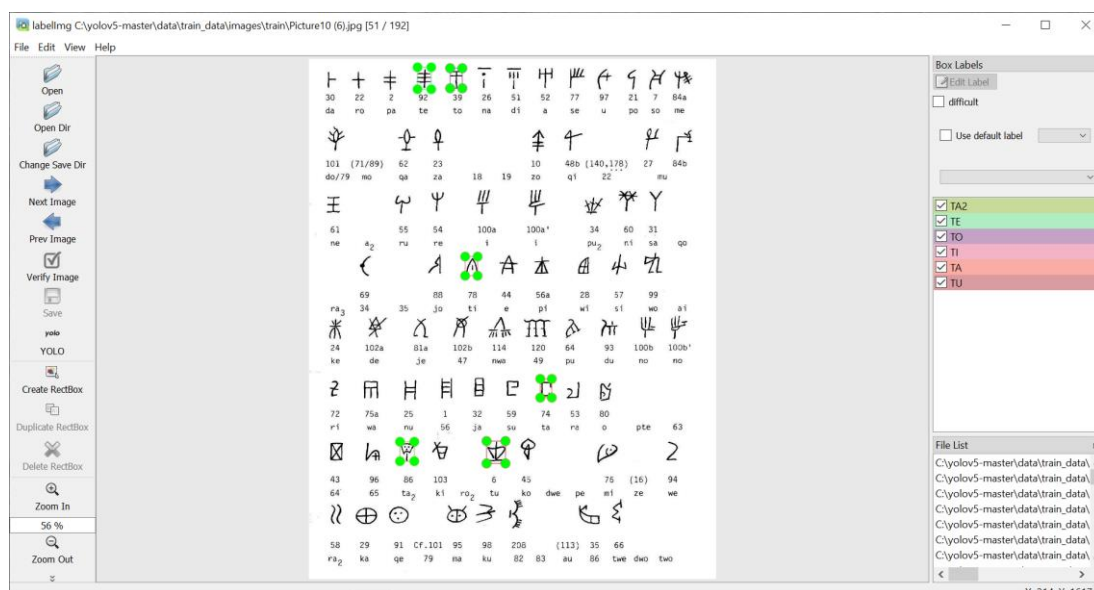 labelImg C:\yolov5-master\data\train_data\images\train\Picture10 (6).jpg [51 / 192]
File Edit View Help
Open
Open Dir
Change Save Dir
Next Image
Prev Image
Verify Image
Save
yolo
YOLO
Create RectBox
Duplicate RectBox
Delete RectBox
Zoom In
56 %
Zoom Out
30 22 2 92 39 26 51 52 77 97 21 7 84a
da ro pa te to na di a se u po so me
101 (71/89) 62 23 10 48b (140,178) 27 84b
do/79 mo qa za 18 19 zo qi 22 mu
61 55 54 100a 100a' 34 60 31
ne a2 ru re i i pu2 ni sa qo
69 88 78 44 56a 28 57 99
ra3 34 35 jo ti e pi wi si wo ai
24 102a 81a 102b 114 120 64 93 100b 100b'
ke de je 47 nwa 49 pu du no no
72 75a 25 1 32 59 74 53 80
ri wa nu 56 ja su ta ra o pte 63
43 96 86 103 6 45 76 (16) 94
64 65 ta2 ki ro2 tu ko dwe pe mi ze we
58 29 91 Cf.101 95 98 208 (113) 35 66
ra2 ka qe 79 ma ku 82 83 au 86 twe dwo two
Box Labels
Edit Label
difficult
Use default label
TA2
TE
TO
TI
TA
TU
File List
C:\yolov5-master\data\train_data\
C:\yolov5-master\data\train_data\
C:\yolov5-master\data\train_data\
C:\yolov5-master\data\train_data\
C:\yolov5-master\data\train_data\
C:\yolov5-master\data\train_data\
C:\yolov5-master\data\train_data\